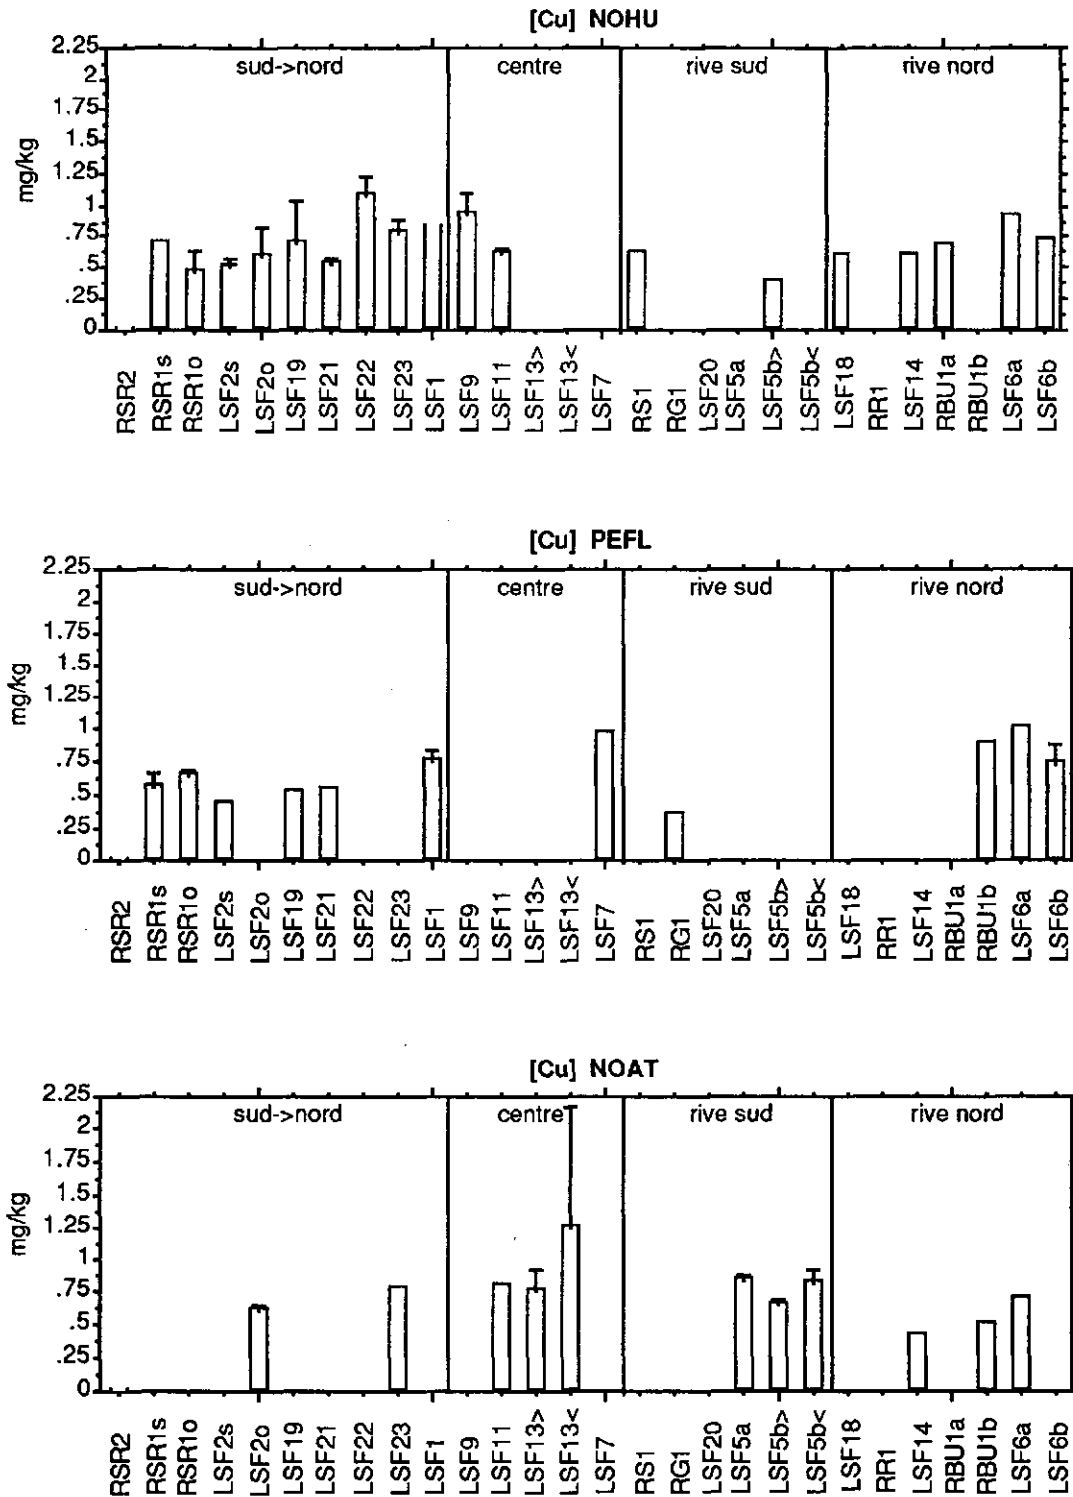 [Cu] NOHU
2.25
2
1.75
1.5
1.25
1
.75
.5
.25
0
mg/kg
sud->nord
centre
rive sud
rive nord
RSR2
RSR1s
RSR1o
LSF2s
LSF2o
LSF19
LSF21
LSF22
LSF23
LSF1
LSF9
LSF11
LSF13>
LSF13<
LSF7
RS1
RG1
LSF20
LSF5a
LSF5b>
LSF5b<
LSF18
RR1
LSF14
RBU1a
RBU1b
LSF6a
LSF6b
[Cu] PEFL
2.25
2
1.75
1.5
1.25
1
.75
.5
.25
0
mg/kg
sud->nord
centre
rive sud
rive nord
RSR2
RSR1s
RSR1o
LSF2s
LSF2o
LSF19
LSF21
LSF22
LSF23
LSF1
LSF9
LSF11
LSF13>
LSF13<
LSF7
RS1
RG1
LSF20
LSF5a
LSF5b>
LSF5b<
LSF18
RR1
LSF14
RBU1a
RBU1b
LSF6a
LSF6b
[Cu] NOAT
2.25
2
1.75
1.5
1.25
1
.75
.5
.25
0
mg/kg
sud->nord
centre
rive sud
rive nord
RSR2
RSR1s
RSR1o
LSF2s
LSF2o
LSF19
LSF21
LSF22
LSF23
LSF1
LSF9
LSF11
LSF13>
LSF13<
LSF7
RS1
RG1
LSF20
LSF5a
LSF5b>
LSF5b<
LSF18
RR1
LSF14
RBU1a
RBU1b
LSF6a
LSF6b